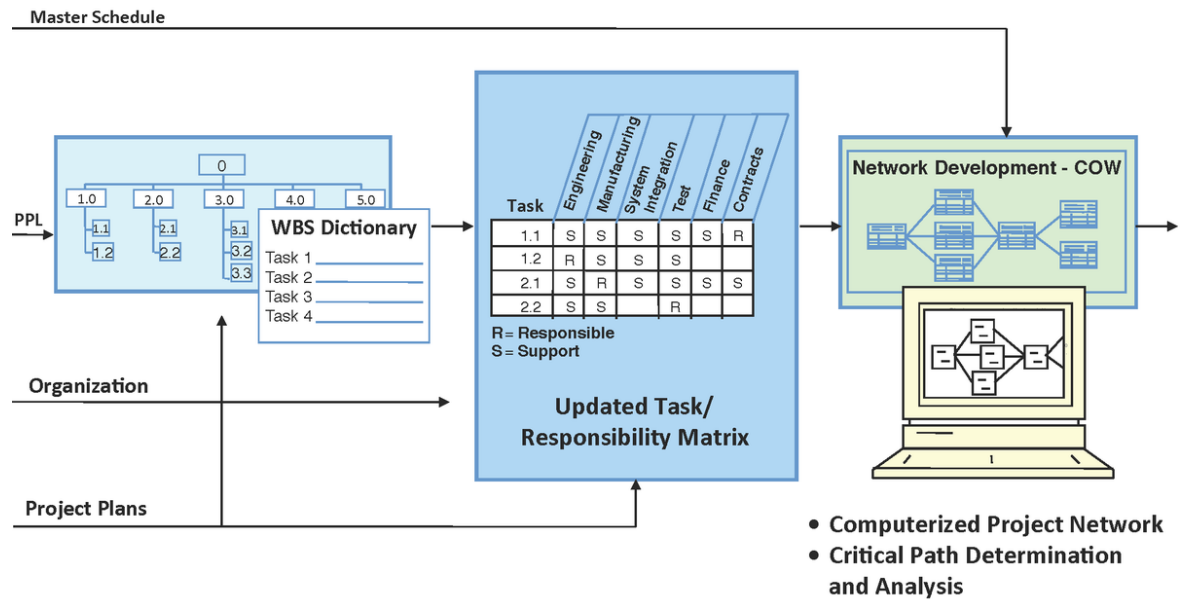 Master Schedule
PPL
0
1.0 2.0 3.0 4.0 5.0
1.1 2.1 3.1
1.2 2.2 3.2
3.3
WBS Dictionary
Task 1
Task 2
Task 3
Task 4
Organization
Project Plans
Task Engineering Manufacturing System Integration Test Finance Contracts
1.1 S S S S S R
1.2 R S S S
2.1 S R S S S S
2.2 S S R
R = Responsible
S = Support
Updated Task/
Responsibility Matrix
Network Development - COW
• Computerized Project Network
• Critical Path Determination
and Analysis